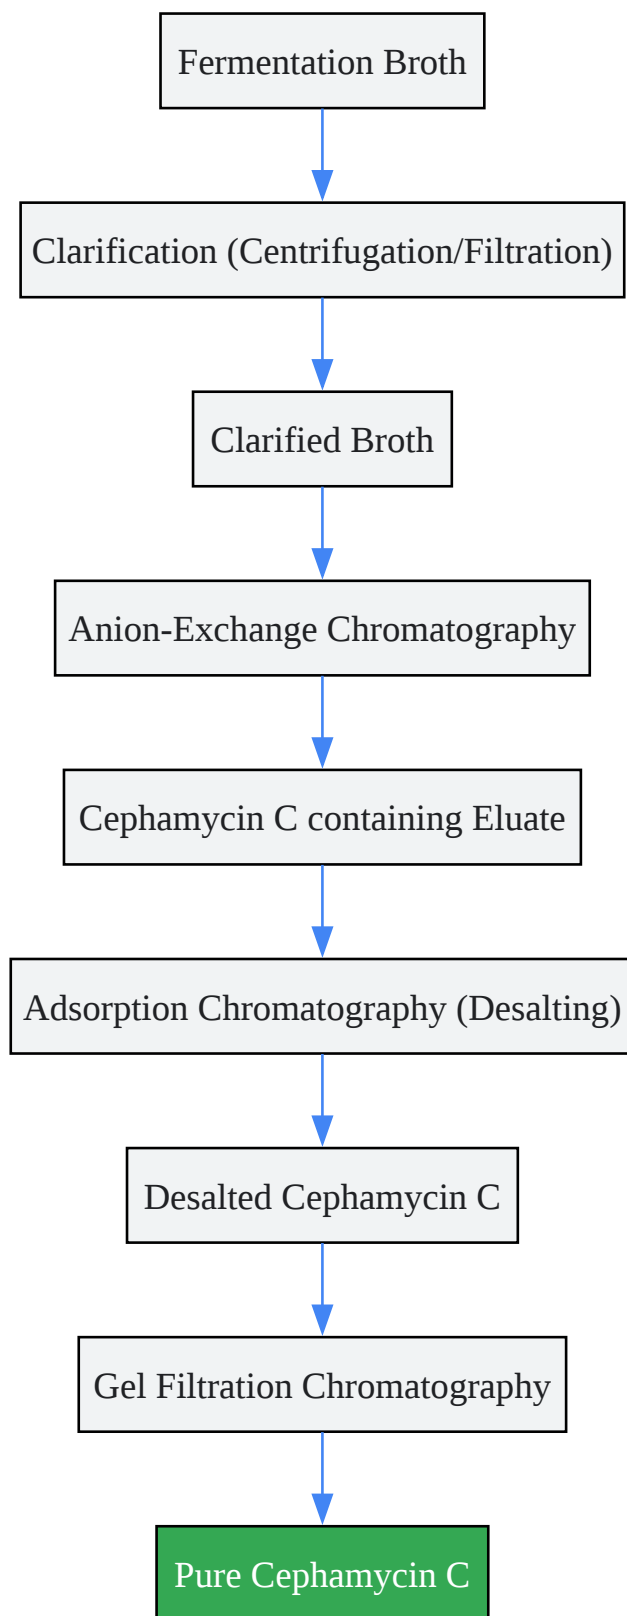 Fermentation Broth
Clarification (Centrifugation/Filtration)
Clarified Broth
Anion-Exchange Chromatography
Cephamycin C containing Eluate
Adsorption Chromatography (Desalting)
Desalted Cephamycin C
Gel Filtration Chromatography
Pure Cephamycin C